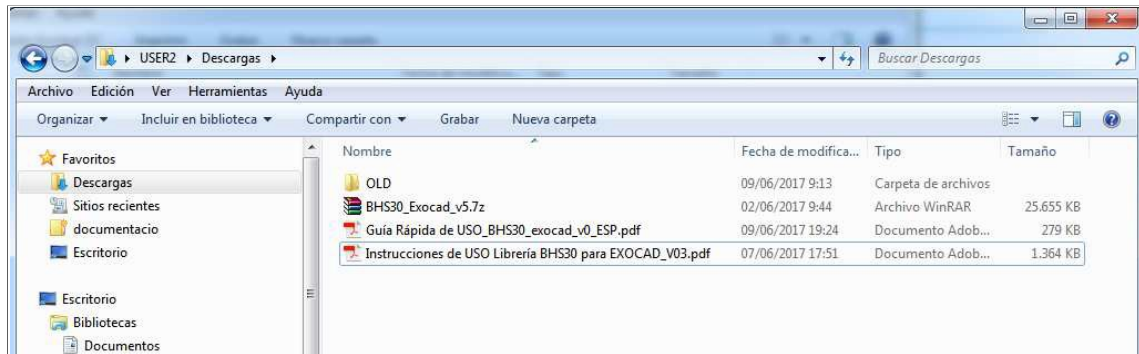 USER2 Descargas Buscar Descargas
Archivo Edición Ver Herramientas Ayuda
Organizar Incluir en biblioteca Compartir con Grabar Nueva carpeta
Favoritos
Descargas
Sitios recientes
documentacio
Escritorio
Escritorio
Bibliotecas
Documentos
Nombre Fecha de modifica... Tipo Tamaño
OLD 09/06/2017 9:13 Carpeta de archivos
BHS30_Exocad_v5.7z 02/06/2017 9:44 Archivo WinRAR 25.655 KB
Guía Rápida de USO_BHS30_exocad_v0_ESP.pdf 09/06/2017 19:24 Documento Adob... 279 KB
Instrucciones de USO Librería BHS30 para EXOCAD_V03.pdf 07/06/2017 17:51 Documento Adob... 1.364 KB